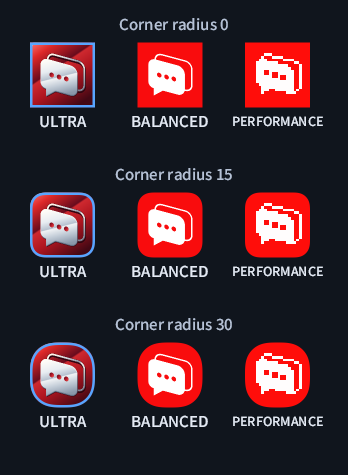 Corner radius 0
ULTRA BALANCED PERFORMANCE
Corner radius 15
ULTRA BALANCED PERFORMANCE
Corner radius 30
ULTRA BALANCED PERFORMANCE